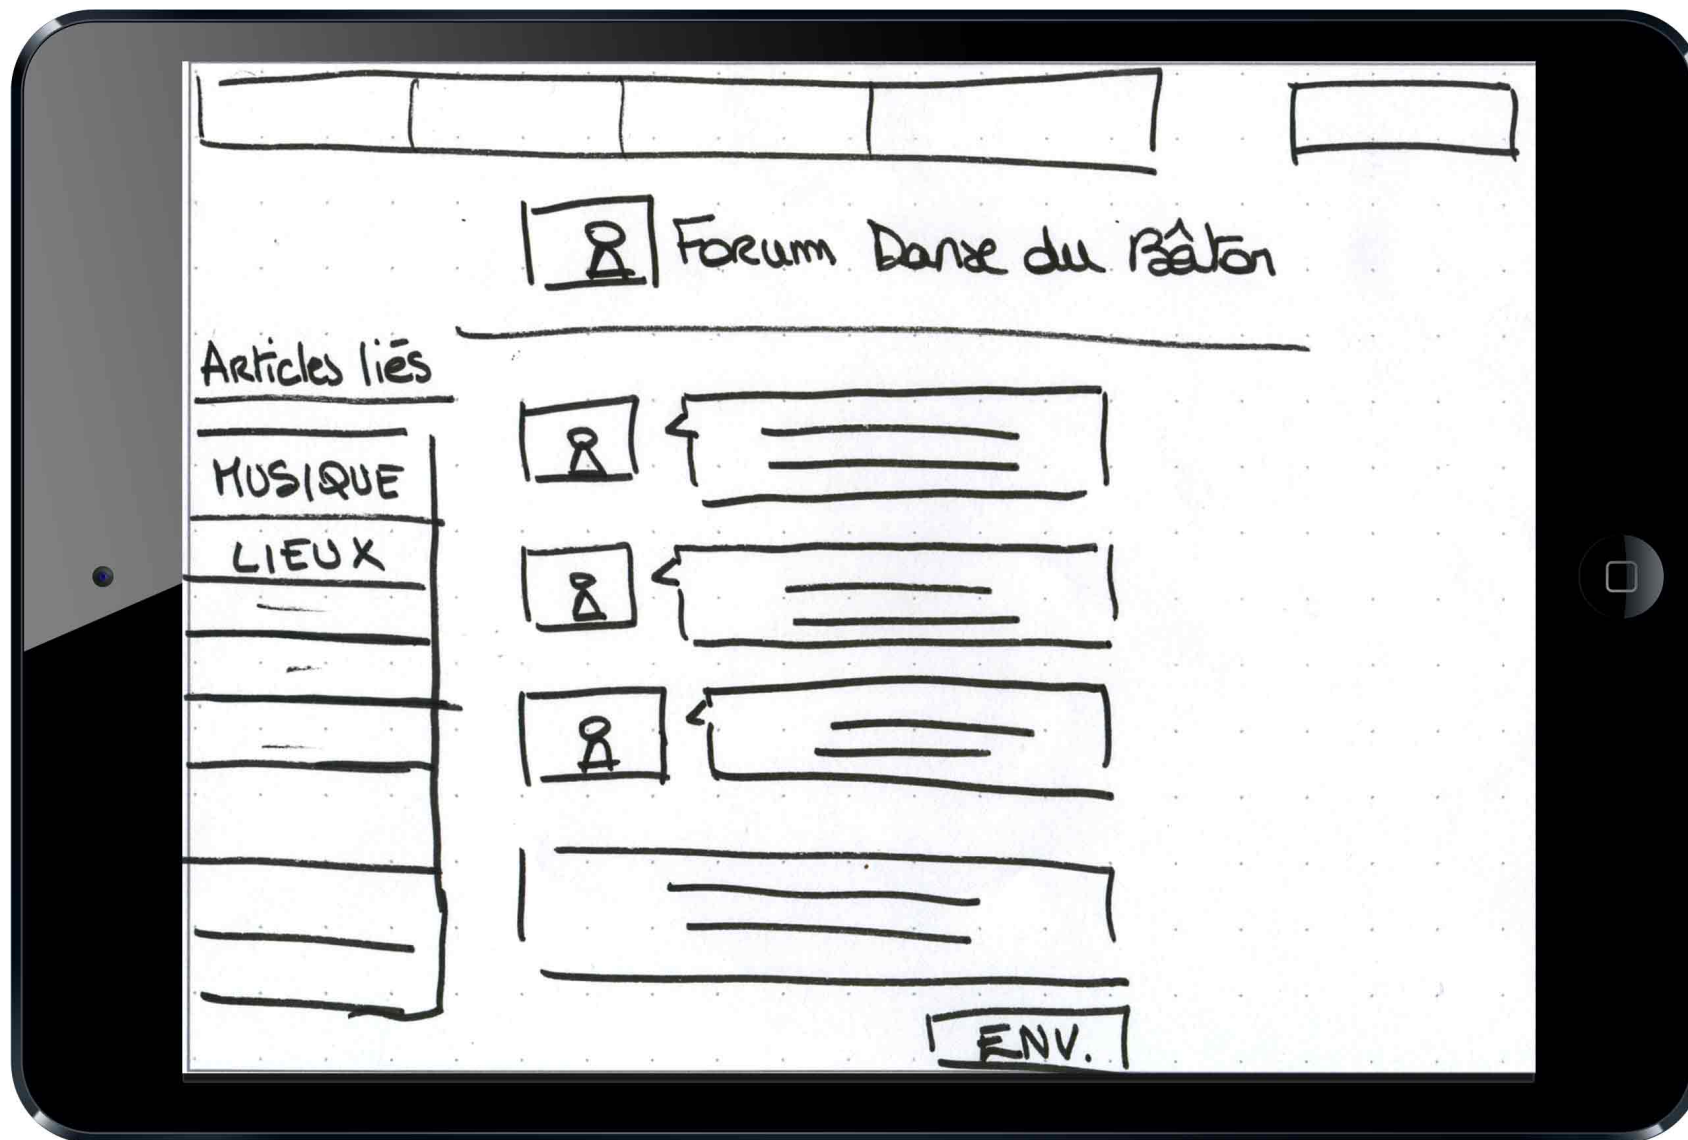 Forum Danse du Bâton
Articles liés
MUSIQUE
LIEUX
ENV.